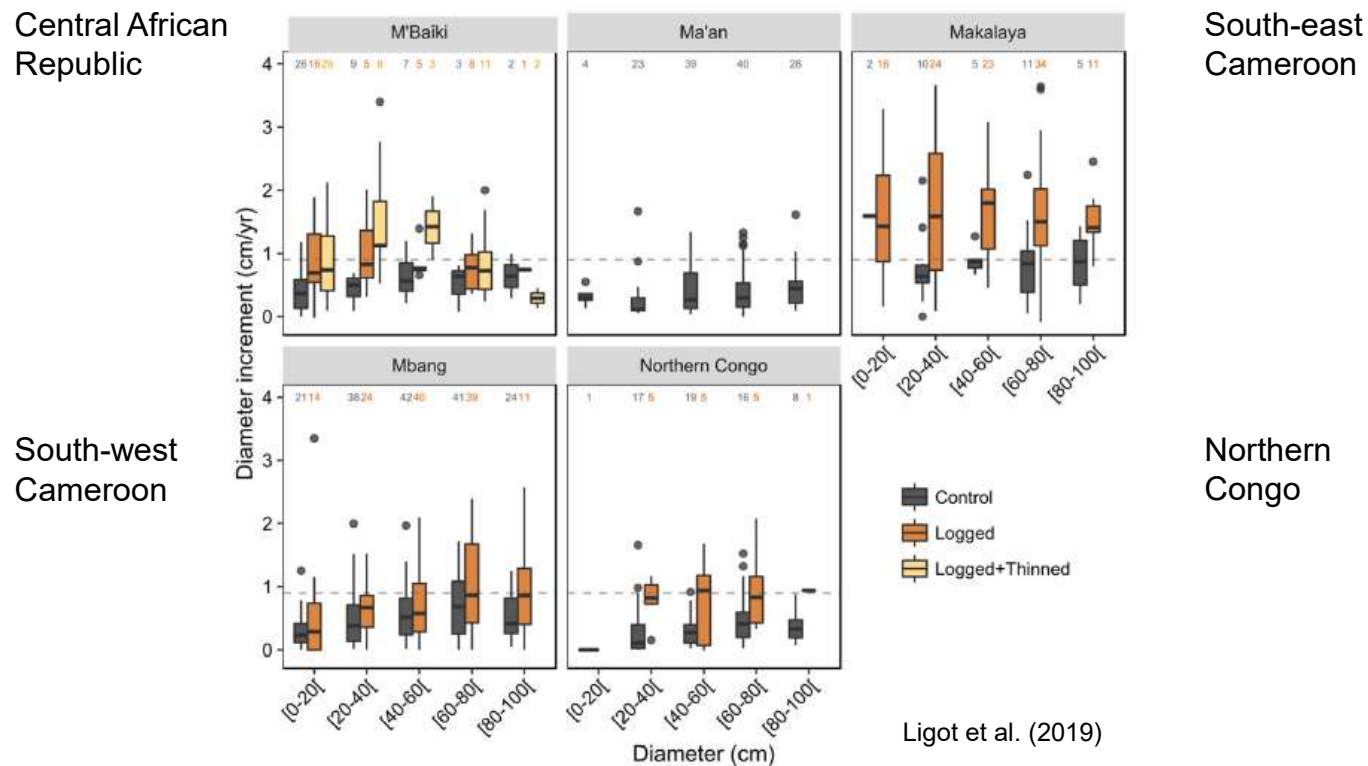 Central African
Republic
South-east
Cameroon
M'Baïki
Ma'an
Makalaya
26 16 29 9 5 8 7 5 3 3 8 11 2 1 2
4 23 39 40 28
2 16 10 24 5 23 11 34 5 11
4
3
2
1
0
[0-20[
[20-40[
[40-60[
[60-80[
[80-100[
Diameter increment (cm/yr)
South-west
Cameroon
Northern
Congo
Mbang
Northern Congo
21 14 38 24 42 40 41 39 24 11
1 17 5 19 5 16 5 8 1
4
3
2
1
0
[0-20[
[20-40[
[40-60[
[60-80[
[80-100[
[0-20[
[20-40[
[40-60[
[60-80[
[80-100[
Diameter (cm)
Control
Logged
Logged+Thinned
Ligot et al. (2019)